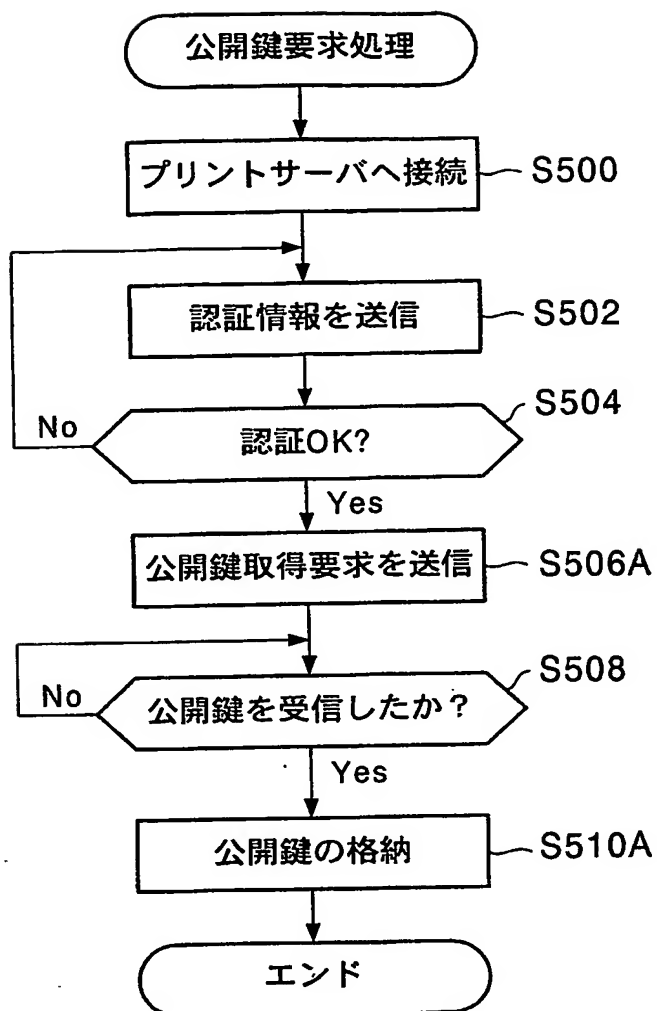 公開鍵要求処理
プリントサーバへ接続
S500
認証情報を送信
S502
認証OK?
S504
No
Yes
公開鍵取得要求を送信
S506A
公開鍵を受信したか？
S508
No
Yes
公開鍵の格納
S510A
エンド